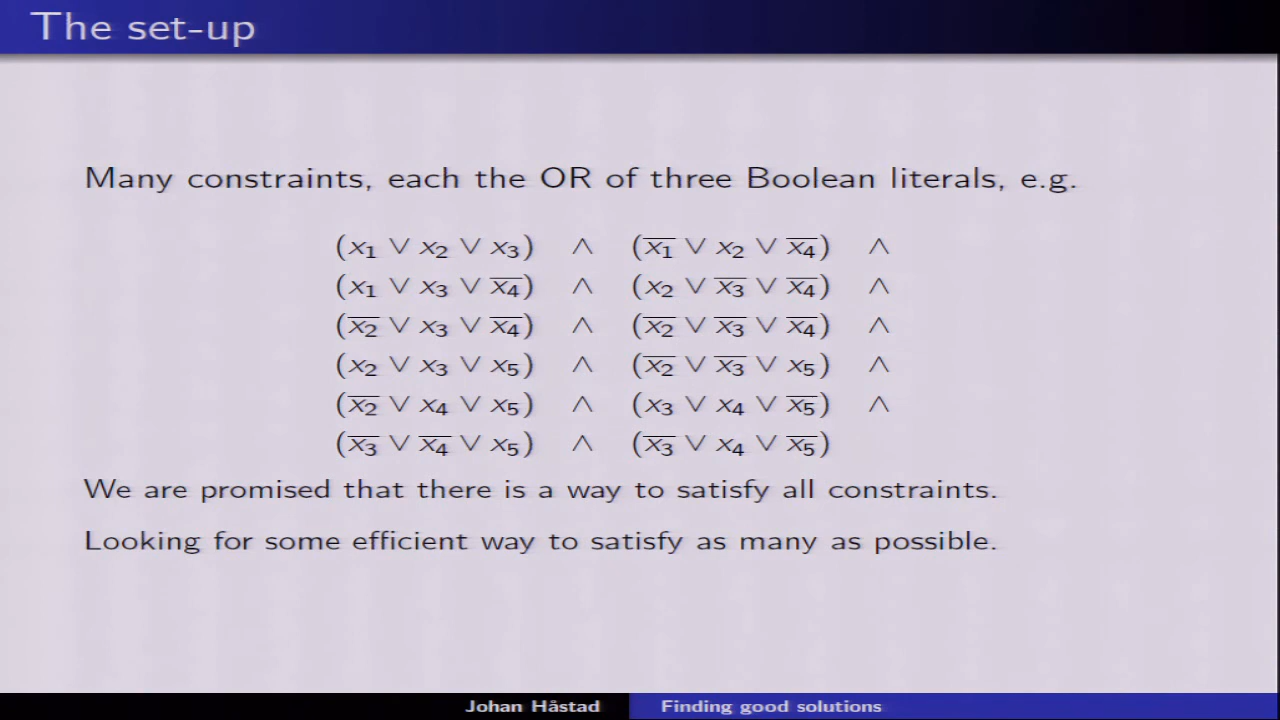 The set-up
Many constraints, each the OR of three Boolean literals, e.g.
(x₁ ∨ x₂ ∨ x₃) ∧ (x̅₁̅ ∨ x₂ ∨ x̅₄̅) ∧
(x₁ ∨ x₃ ∨ x̅₄̅) ∧ (x₂ ∨ x̅₃̅ ∨ x̅₄̅) ∧
(x̅₂̅ ∨ x₃ ∨ x̅₄̅) ∧ (x̅₂̅ ∨ x̅₃̅ ∨ x̅₄̅) ∧
(x₂ ∨ x₃ ∨ x₅) ∧ (x̅₂̅ ∨ x̅₃̅ ∨ x₅) ∧
(x̅₂̅ ∨ x₄ ∨ x₅) ∧ (x₃ ∨ x₄ ∨ x̅₅̅) ∧
(x̅₃̅ ∨ x̅₄̅ ∨ x₅) ∧ (x̅₃̅ ∨ x₄ ∨ x̅₅̅)
We are promised that there is a way to satisfy all constraints.
Looking for some efficient way to satisfy as many as possible.
Johan Håstad Finding good solutions